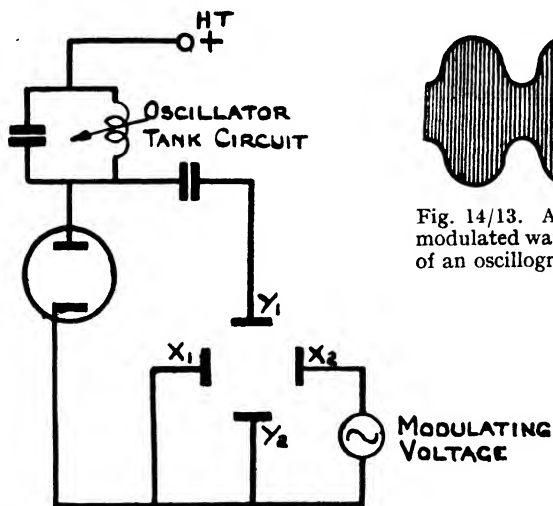 HT
+
OSCILLATOR
TANK CIRCUIT
Fig. 14/13. A
modulated wa
of an oscillogr
Y₁
X₁
X₂
Y₂
MODULATING
VOLTAGE